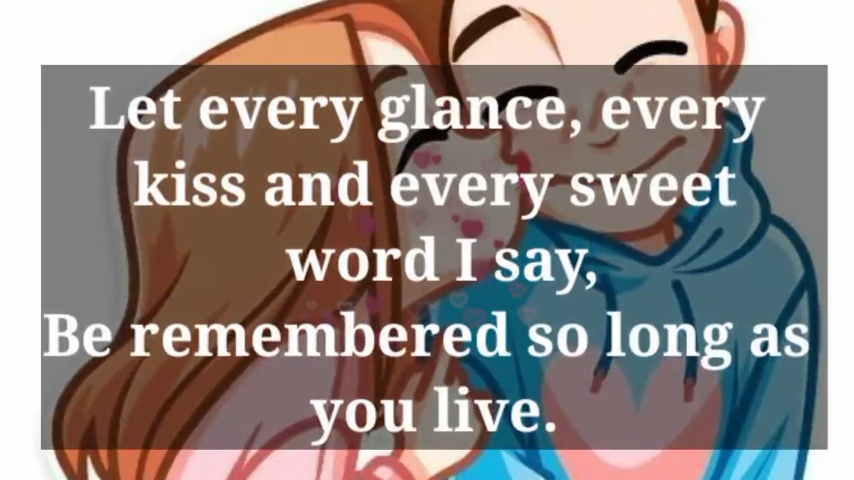 Let every glance, every
kiss and every sweet
word I say,
Be remembered so long as
you live.